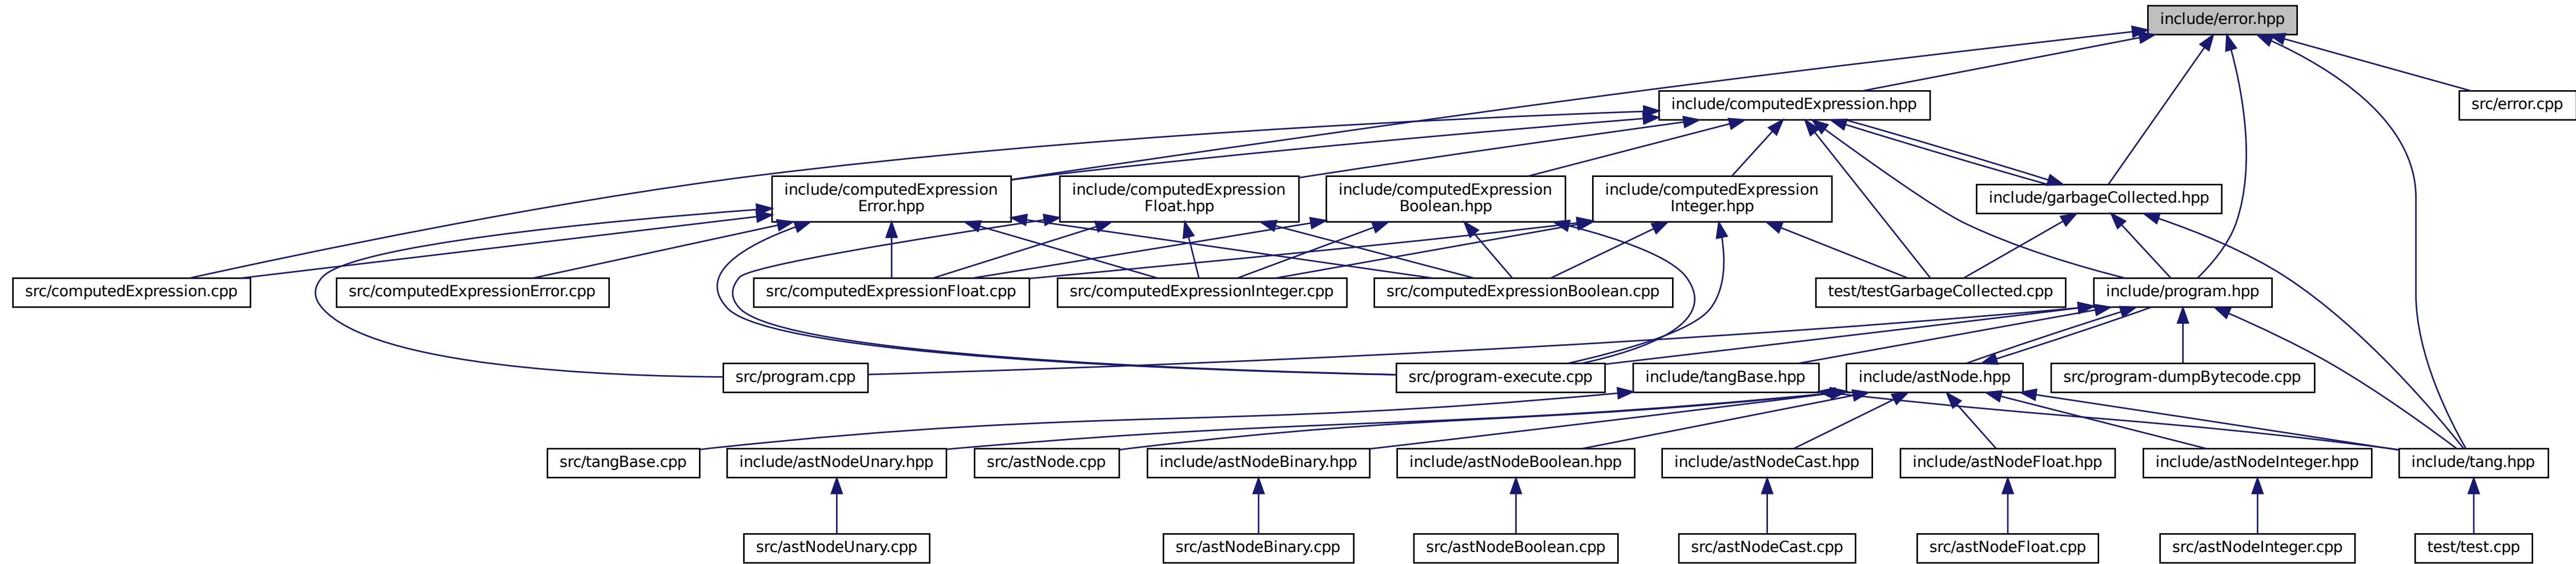 include/error.hpp
include/computedExpression.hpp
src/error.cpp
include/computedExpression
Error.hpp
include/computedExpression
Float.hpp
include/computedExpression
Boolean.hpp
include/computedExpression
Integer.hpp
include/garbageCollected.hpp
src/computedExpression.cpp
src/computedExpressionError.cpp
src/computedExpressionFloat.cpp
src/computedExpressionInteger.cpp
src/computedExpressionBoolean.cpp
test/testGarbageCollected.cpp
include/program.hpp
src/program.cpp
src/program-execute.cpp
include/tangBase.hpp
include/astNode.hpp
src/program-dumpBytecode.cpp
src/tangBase.cpp
include/astNodeUnary.hpp
src/astNode.cpp
include/astNodeBinary.hpp
include/astNodeBoolean.hpp
include/astNodeCast.hpp
include/astNodeFloat.hpp
include/astNodeInteger.hpp
include/tang.hpp
src/astNodeUnary.cpp
src/astNodeBinary.cpp
src/astNodeBoolean.cpp
src/astNodeCast.cpp
src/astNodeFloat.cpp
src/astNodeInteger.cpp
test/test.cpp